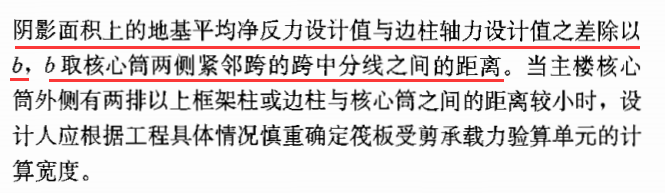 阴影面积上的地基平均净反力设计值与边柱轴力设计值之差除以
b，b 取核心筒两侧紧邻跨的跨中分线之间的距离。当主楼核心
筒外侧有两排以上框架柱或边柱与核心筒之间的距离较小时，设
计人应根据工程具体情况慎重确定筏板受剪承载力验算单元的计
算宽度。